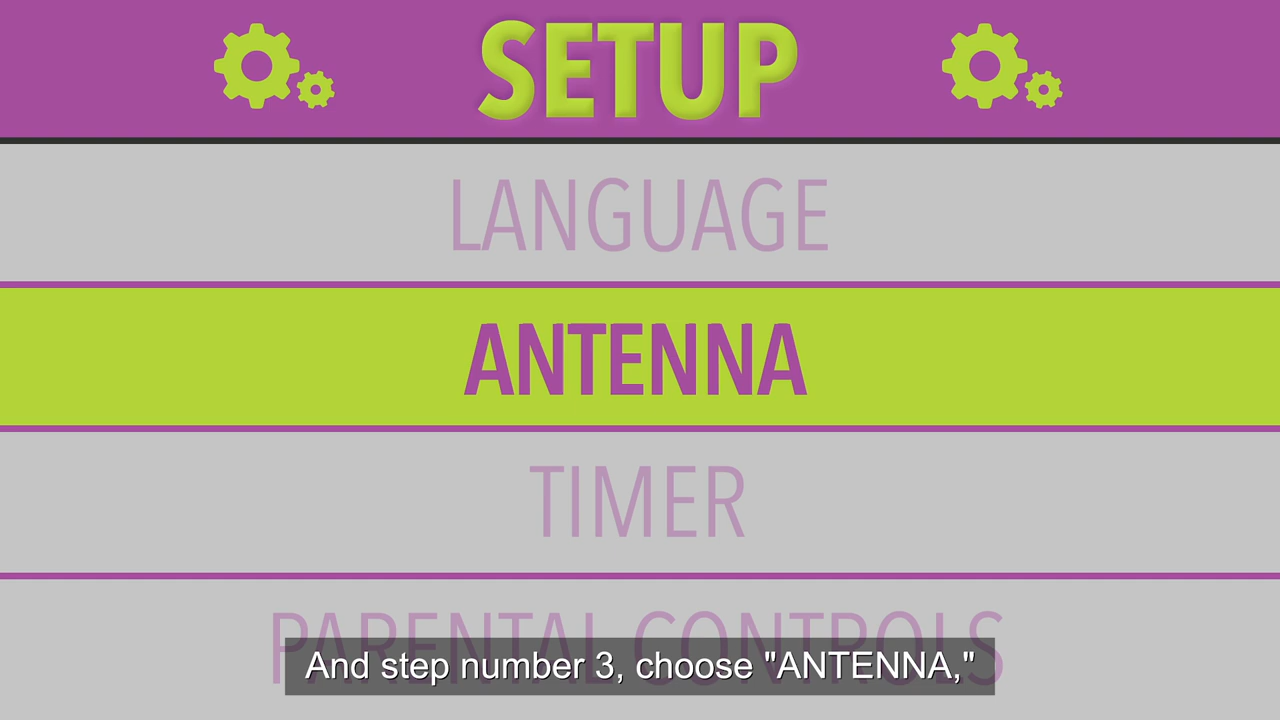 SETUP
LANGUAGE
ANTENNA
TIMER
PARENTAL CONTROLS
And step number 3, choose "ANTENNA,"